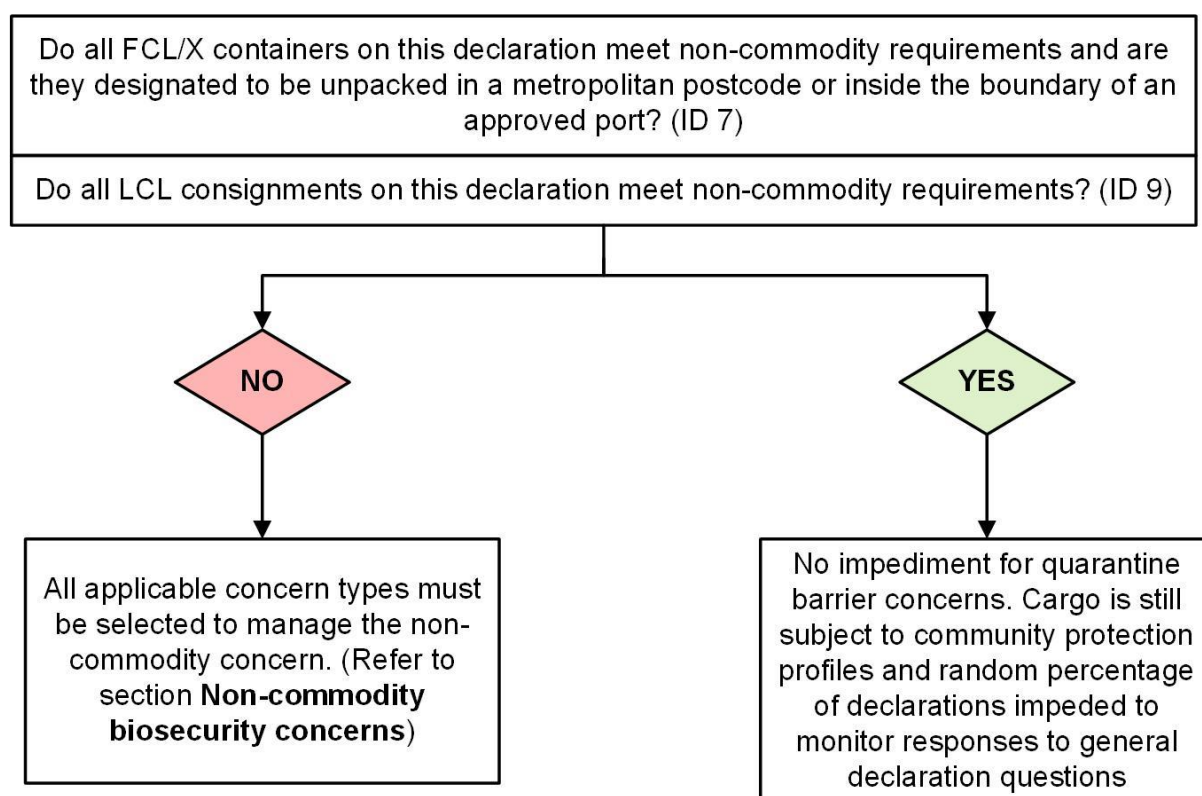 Do all FCL/X containers on this declaration meet non-commodity requirements and are
they designated to be unpacked in a metropolitan postcode or inside the boundary of an
approved port? (ID 7)
Do all LCL consignments on this declaration meet non-commodity requirements? (ID 9)
NO
YES
All applicable concern types must
be selected to manage the non-
commodity concern. (Refer to
section Non-commodity
biosecurity concerns)
No impediment for quarantine
barrier concerns. Cargo is still
subject to community protection
profiles and random percentage
of declarations impeded to
monitor responses to general
declaration questions